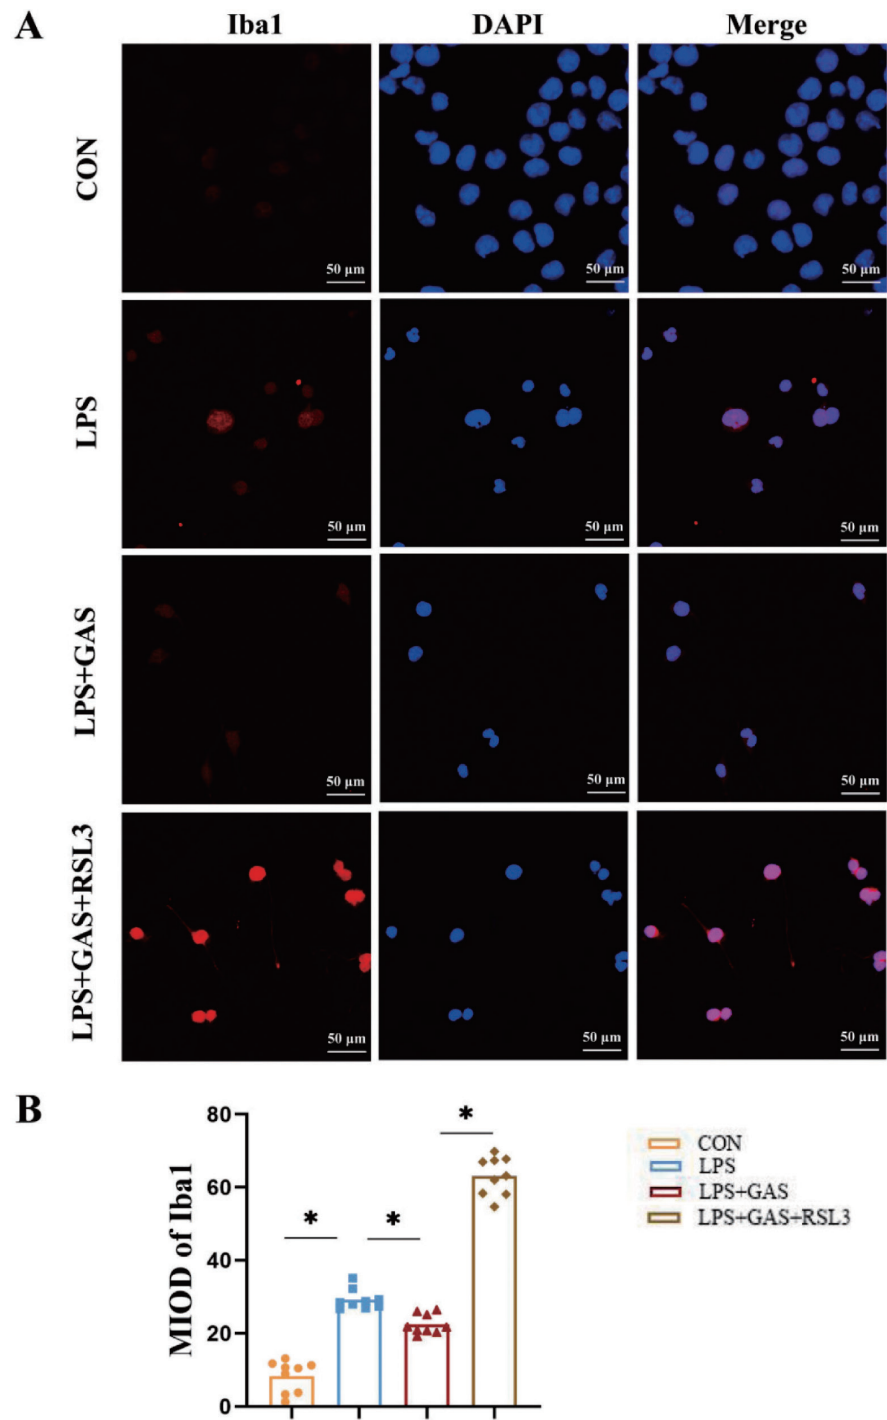 A
Iba1 DAPI Merge
CON
50 µm 50 µm 50 µm
LPS
50 µm 50 µm 50 µm
LPS+GAS
50 µm 50 µm 50 µm
LPS+GAS+RSL3
50 µm 50 µm 50 µm
B
MIOD of Iba1
80
60
40
20
0
* * *
CON
LPS
LPS+GAS
LPS+GAS+RSL3